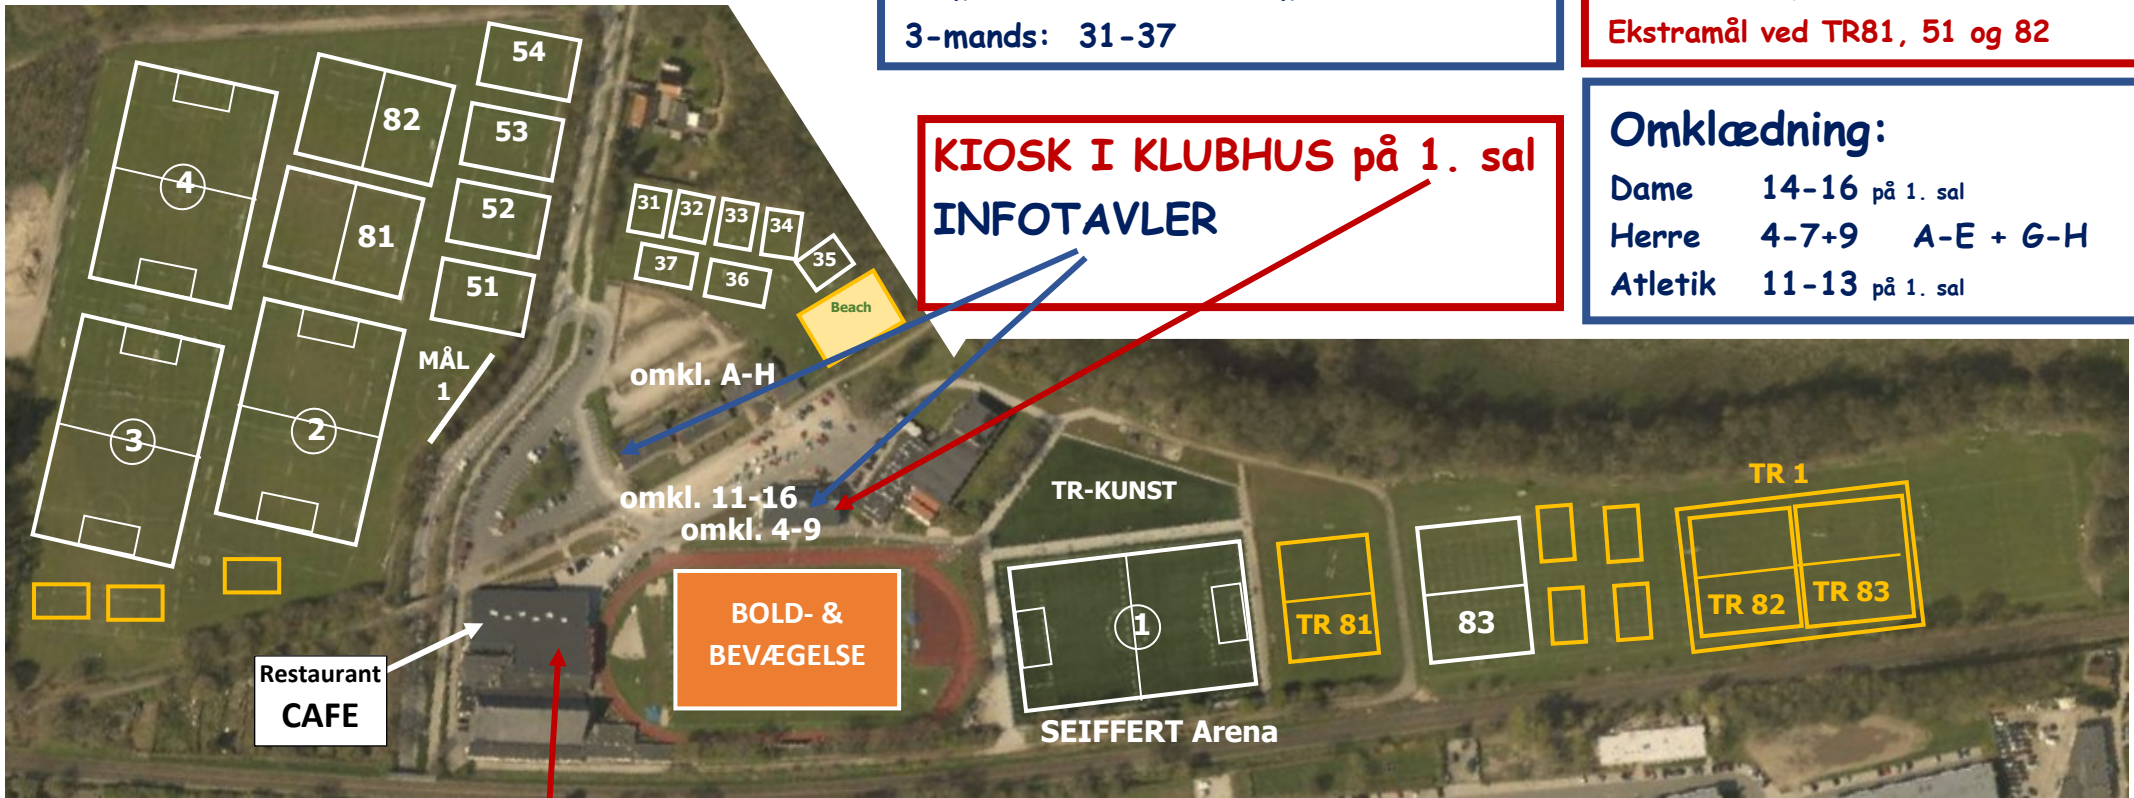 3-mands: 31-37
Ekstramål ved TR81, 51 og 82
KIOSK I KLUBHUS på 1. sal
INFOTAVLER
Omklædning:
Dame 14-16 på 1. sal
Herre 4-7+9 A-E + G-H
Atletik 11-13 på 1. sal
54
82
53
4
52
81
51
31
32
33
34
35
37
36
Beach
MÅL
1
omkl. A-H
3
2
omkl. 11-16
omkl. 4-9
TR-KUNST
TR 1
BOLD- &
BEVÆGELSE
1
TR 81
83
TR 82
TR 83
Restaurant
CAFE
SEIFFERT Arena